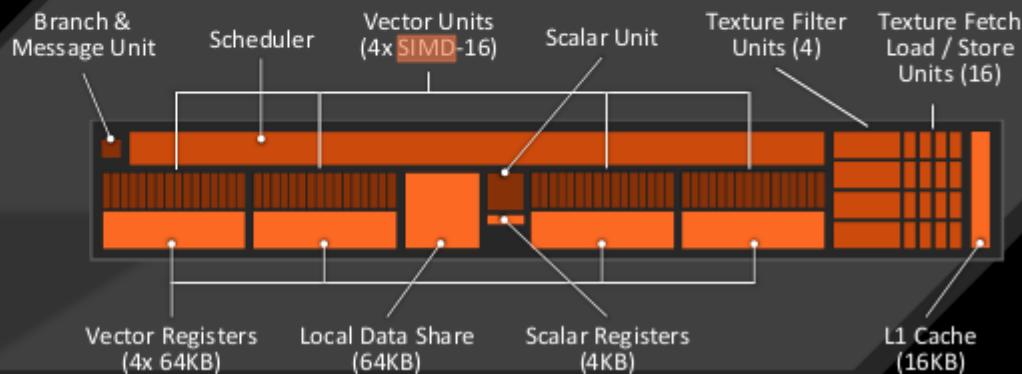 Branch &
Message Unit
Scheduler
Vector Units
(4x SIMD-16)
Scalar Unit
Texture Filter
Units (4)
Texture Fetch
Load / Store
Units (16)
Vector Registers
(4x 64KB)
Local Data Share
(64KB)
Scalar Registers
(4KB)
L1 Cache
(16KB)